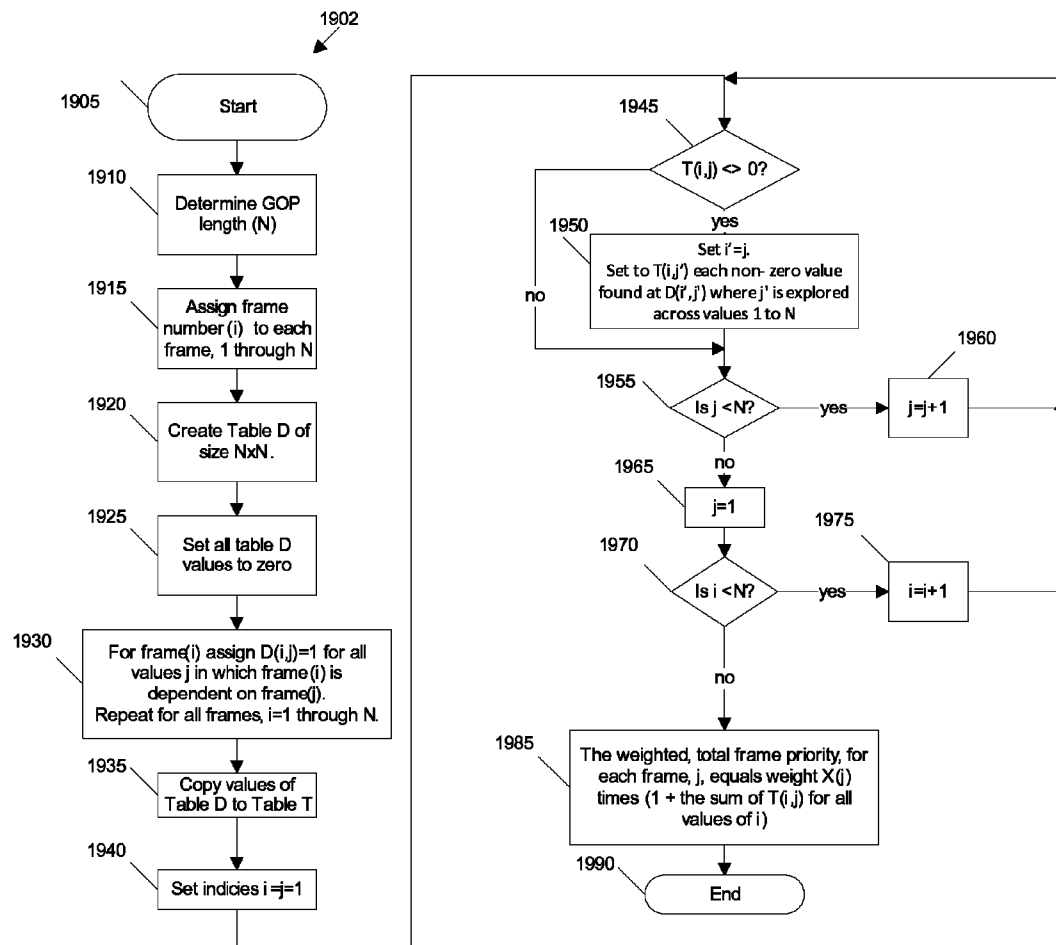 1902
1905
Start
1910
Determine GOP
length (N)
1915
Assign frame
number (i) to each
frame, 1 through N
1920
Create Table D of
size NxN.
1925
Set all table D
values to zero
1930
For frame(i) assign D(i,j)=1 for all
values j in which frame(i) is
dependent on frame(j).
Repeat for all frames, i=1 through N.
1935
Copy values of
Table D to Table T
1940
Set indicies i=j=1
1945
T(i,j) <> 0?
yes
no
1950
Set i'=j.
Set to T(i,j') each non- zero value
found at D(i',j') where j' is explored
across values 1 to N
1955
Is j <N?
yes
1960
j=j+1
no
1965
j=1
1970
Is i <N?
yes
1975
i=i+1
no
1985
The weighted, total frame priority, for
each frame, j, equals weight X(j)
times (1 + the sum of T(i,j) for all
values of i)
1990
End